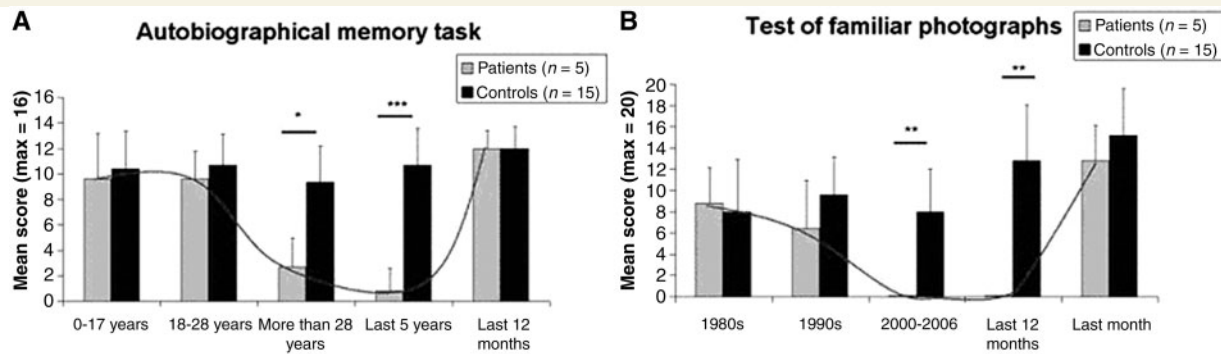 A
Autobiographical memory task
Patients (n = 5)
Controls (n = 15)
Mean score (max = 16)
16
14
12
10
8
6
4
2
0
*
***
0-17 years
18-28 years
More than 28
years
Last 5 years
Last 12
months
B
Test of familiar photographs
Patients (n = 5)
Controls (n = 15)
Mean score (max = 20)
20
18
16
14
12
10
8
6
4
2
0
**
**
1980s
1990s
2000-2006
Last 12
months
Last month